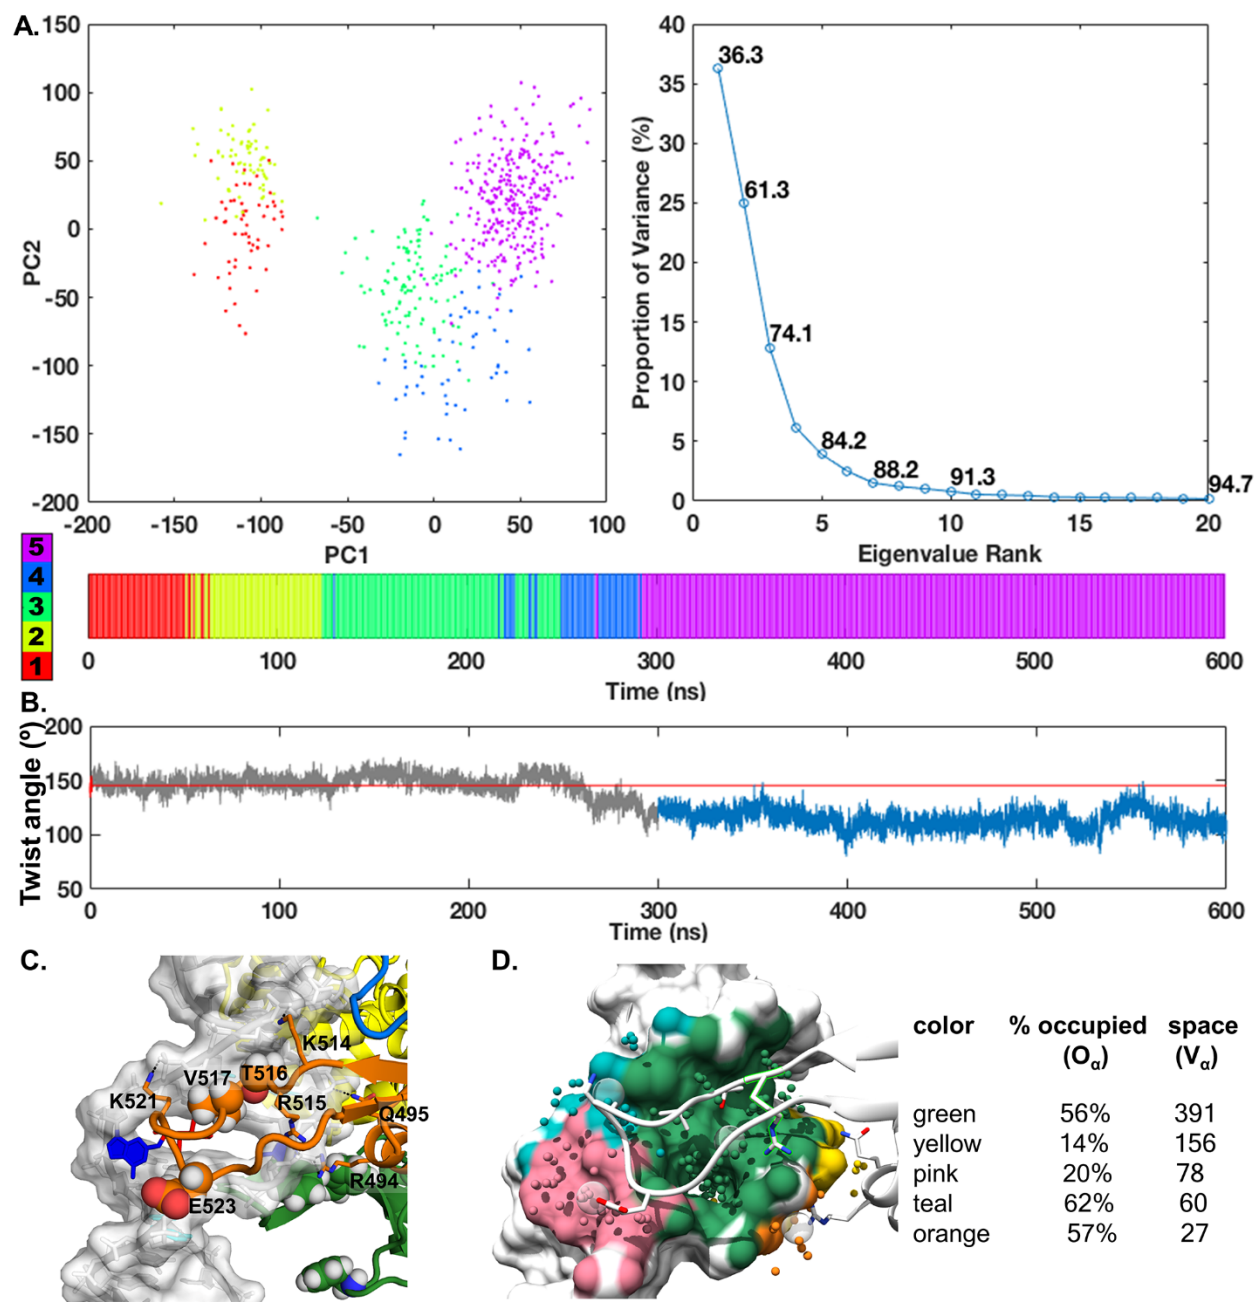 A.
150
100
50
0
-50
-100
-150
-200
PC2
-200 -150 -100 -50 0 50 100
PC1
40
35
30
25
20
15
10
5
0
Proportion of Variance (%)
36.3
61.3
74.1
84.2
88.2
91.3
94.7
0 5 10 15 20
Eigenvalue Rank
5
4
3
2
1
0 100 200 300 400 500 600
Time (ns)
B.
200
150
100
50
Twist angle (º)
0 100 200 300 400 500 600
Time (ns)
C.
K514
V517 T516
K521 R515 Q495
R494
E523
D.
color % occupied space
(Oα) (Vα)
green 56% 391
yellow 14% 156
pink 20% 78
teal 62% 60
orange 57% 27